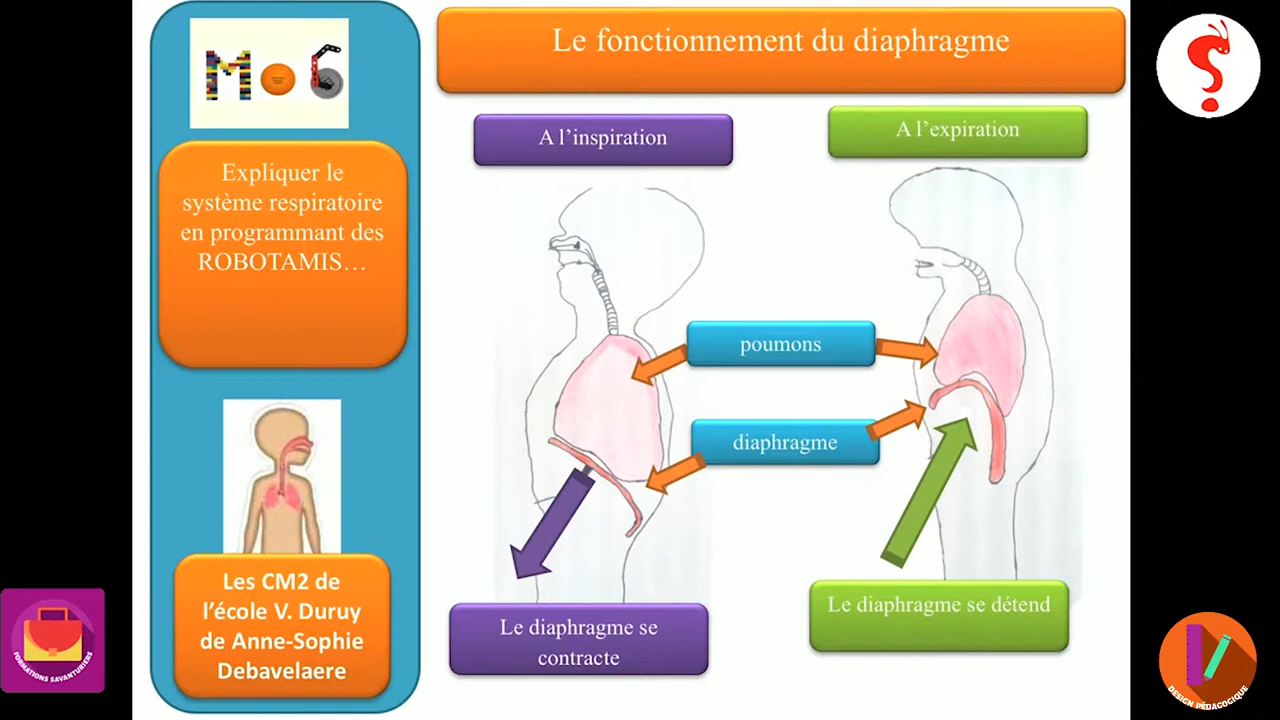 M
Expliquer le
système respiratoire
en programmant des
ROBOTAMIS…
Les CM2 de
l'école V. Duruy
de Anne-Sophie
Debavelaere
Le fonctionnement du diaphragme
A l'inspiration
A l'expiration
poumons
diaphragme
Le diaphragme se
contracte
Le diaphragme se détend
FORMATIONS SAVANTURIERS
DESIGN PÉDAGOGIQUE